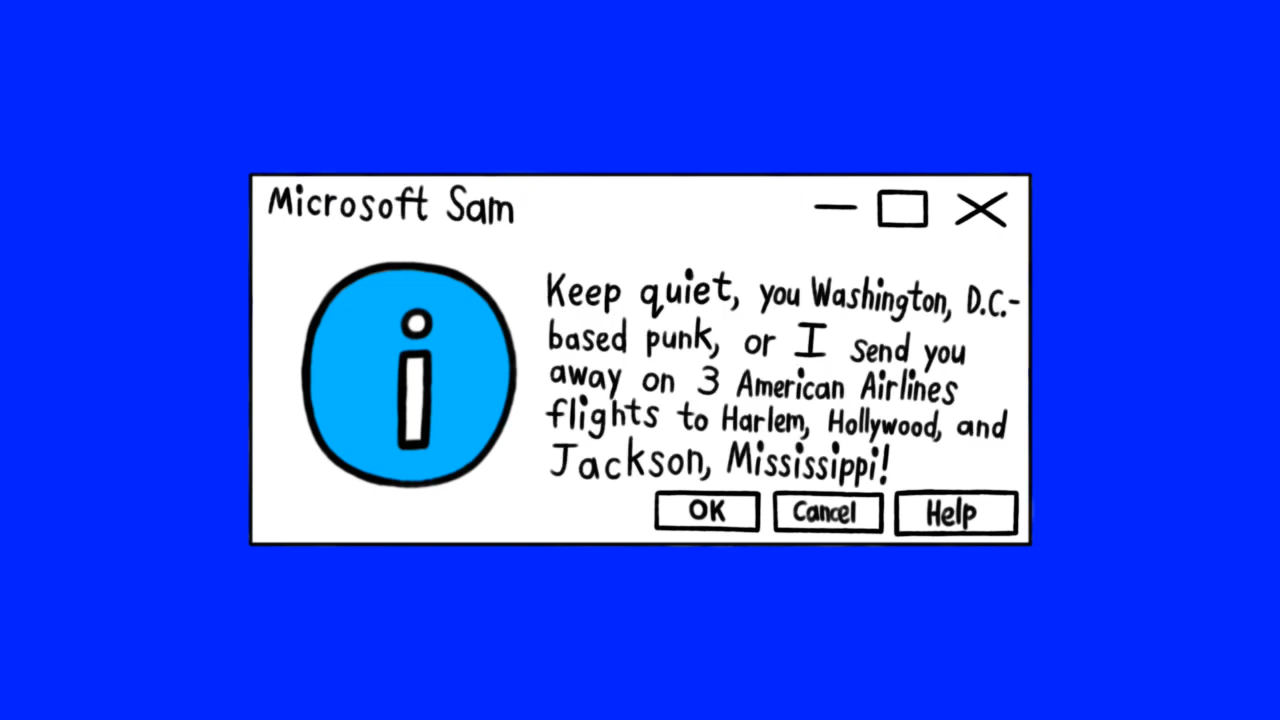 Microsoft Sam
Keep quiet, you Washington, D.C.-
based punk, or I send you
away on 3 American Airlines
flights to Harlem, Hollywood, and
Jackson, Mississippi!
OK Cancel Help